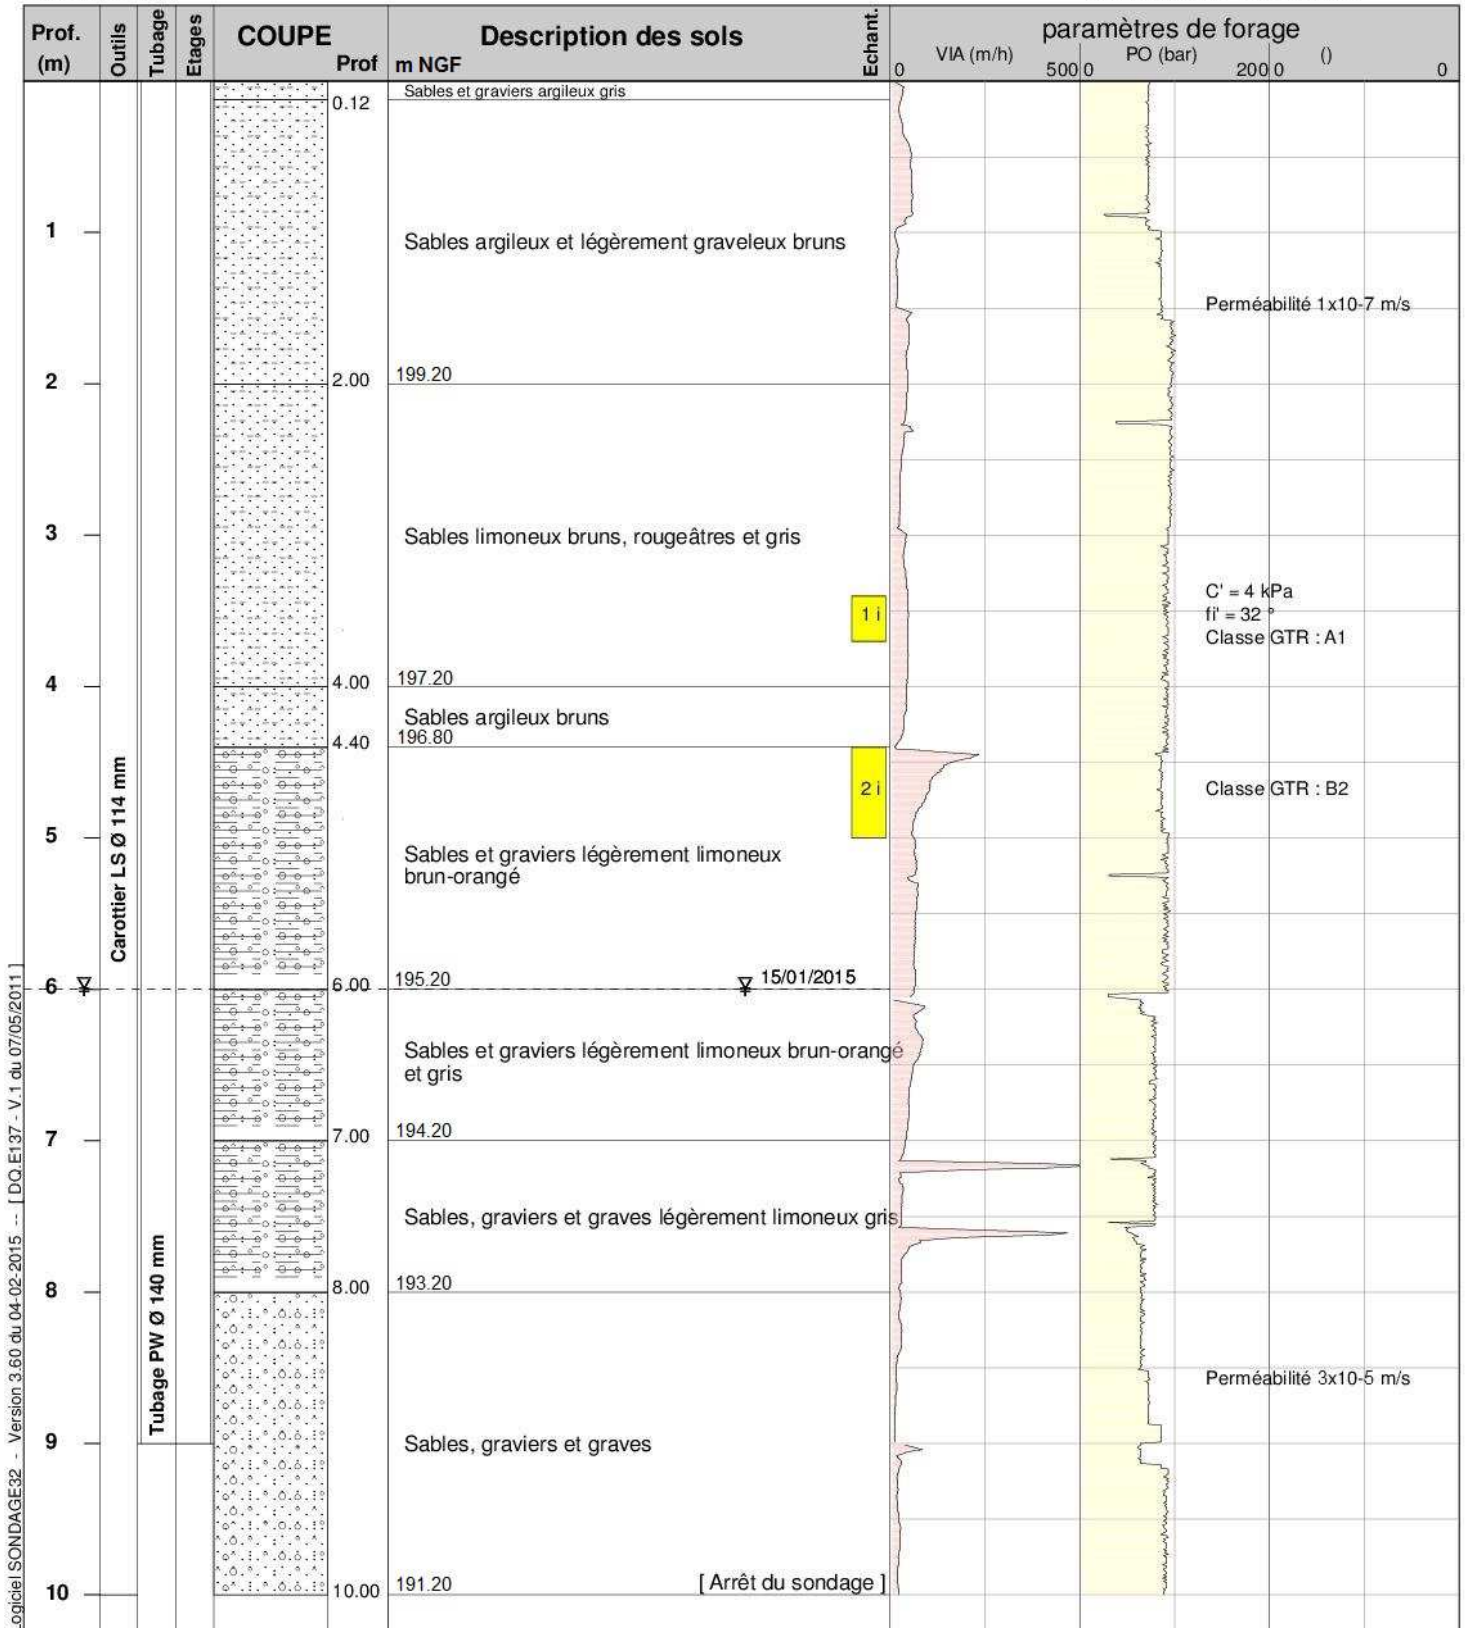 Prof.
(m)
Outils
Tubage
Etages
COUPE
Prof
Description des sols
m NGF
Echant.
paramètres de forage
VIA (m/h)
PO (bar)
()
0
500
0
200
0
0
Sables et graviers argileux gris
0.12
1
Sables argileux et légèrement graveleux bruns
Perméabilité 1x10-7 m/s
2
2.00
199.20
3
Sables limoneux bruns, rougeâtres et gris
1 i
C' = 4 kPa
fi' = 32 °
Classe GTR : A1
4
4.00
197.20
Sables argileux bruns
4.40
196.80
2 i
Classe GTR : B2
5
Carottier LS Ø 114 mm
Sables et graviers légèrement limoneux
brun-orangé
6
6.00
195.20
15/01/2015
Sables et graviers légèrement limoneux brun-orangé
et gris
7
7.00
194.20
Sables, graviers et graves légèrement limoneux gris
8
8.00
193.20
Tubage PW Ø 140 mm
Perméabilité 3x10-5 m/s
9
Sables, graviers et graves
10
10.00
191.20
[ Arrêt du sondage ]
ogiciel SONDAGE32 - Version 3.60 du 04-02-2015 -- [ DQ.E137 - V.1 du 07/05/2011 ]